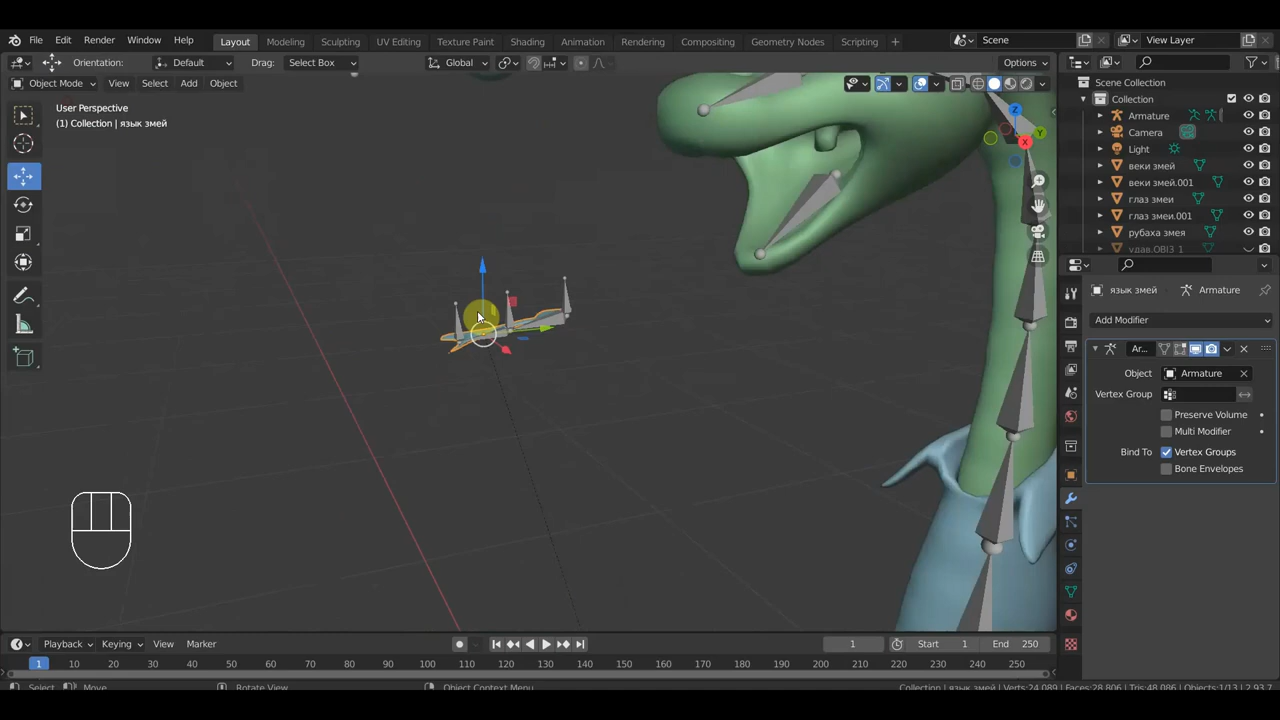 File Edit Render Window Help Layout Modeling Sculpting UV Editing Texture Paint Shading Animation Rendering Compositing Geometry Nodes Scripting + Scene View Layer
Orientation: Default Drag: Select Box Global Options
Object Mode View Select Add Object
User Perspective
(1) Collection | язык змей
Z
Y
X
Scene Collection
Collection
Armature
Camera
Light
веки змей
веки змей.001
глаз змеи
глаз змеи.001
рубаха змея
удав.OBJ3 1
язык змей Armature
Add Modifier
Ar...
Object Armature
Vertex Group
Preserve Volume
Multi Modifier
Bind To Vertex Groups
Bone Envelopes
Playback Keying View Marker 1 Start 1 End 250
1 10 20 30 40 50 60 70 80 90 100 110 120 130 140 150 160 170 180 190 200 210 220 230 240 250
Select Move Rotate View Object Context Menu Collection | язык змей | Verts:24,089 | Faces:28,806 | Tris:48,086 | Objects:1/13 | 2.93.7